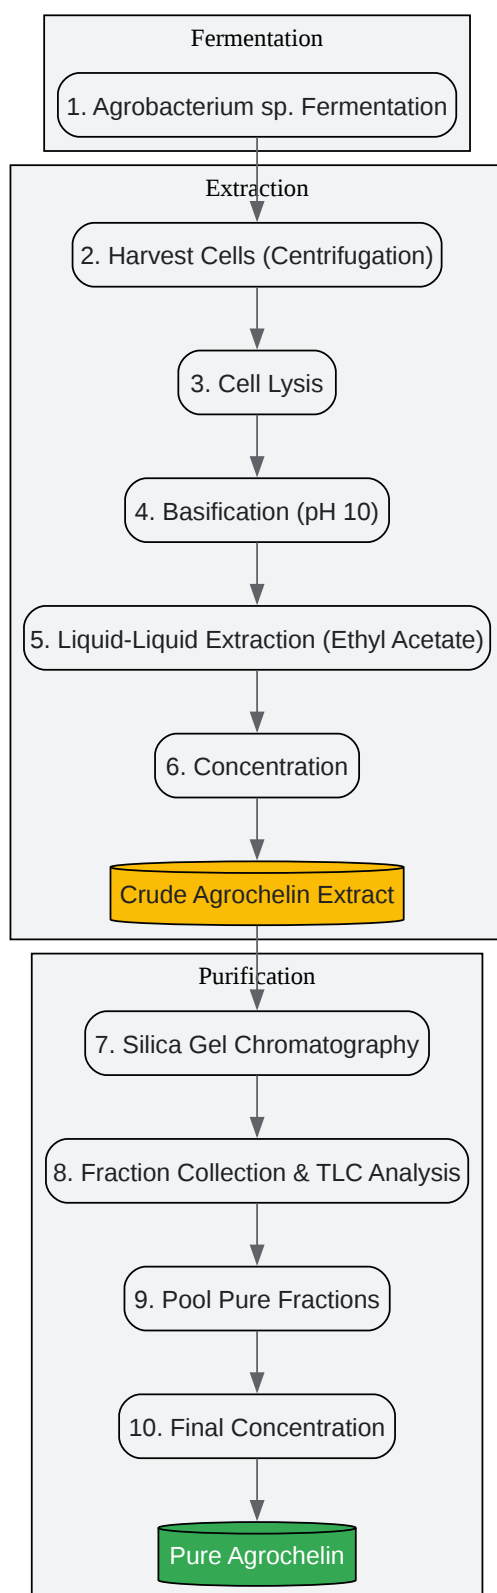 Fermentation
1. Agrobacterium sp. Fermentation
Extraction
2. Harvest Cells (Centrifugation)
3. Cell Lysis
4. Basification (pH 10)
5. Liquid-Liquid Extraction (Ethyl Acetate)
6. Concentration
Crude Agrochelin Extract
Purification
7. Silica Gel Chromatography
8. Fraction Collection & TLC Analysis
9. Pool Pure Fractions
10. Final Concentration
Pure Agrochelin